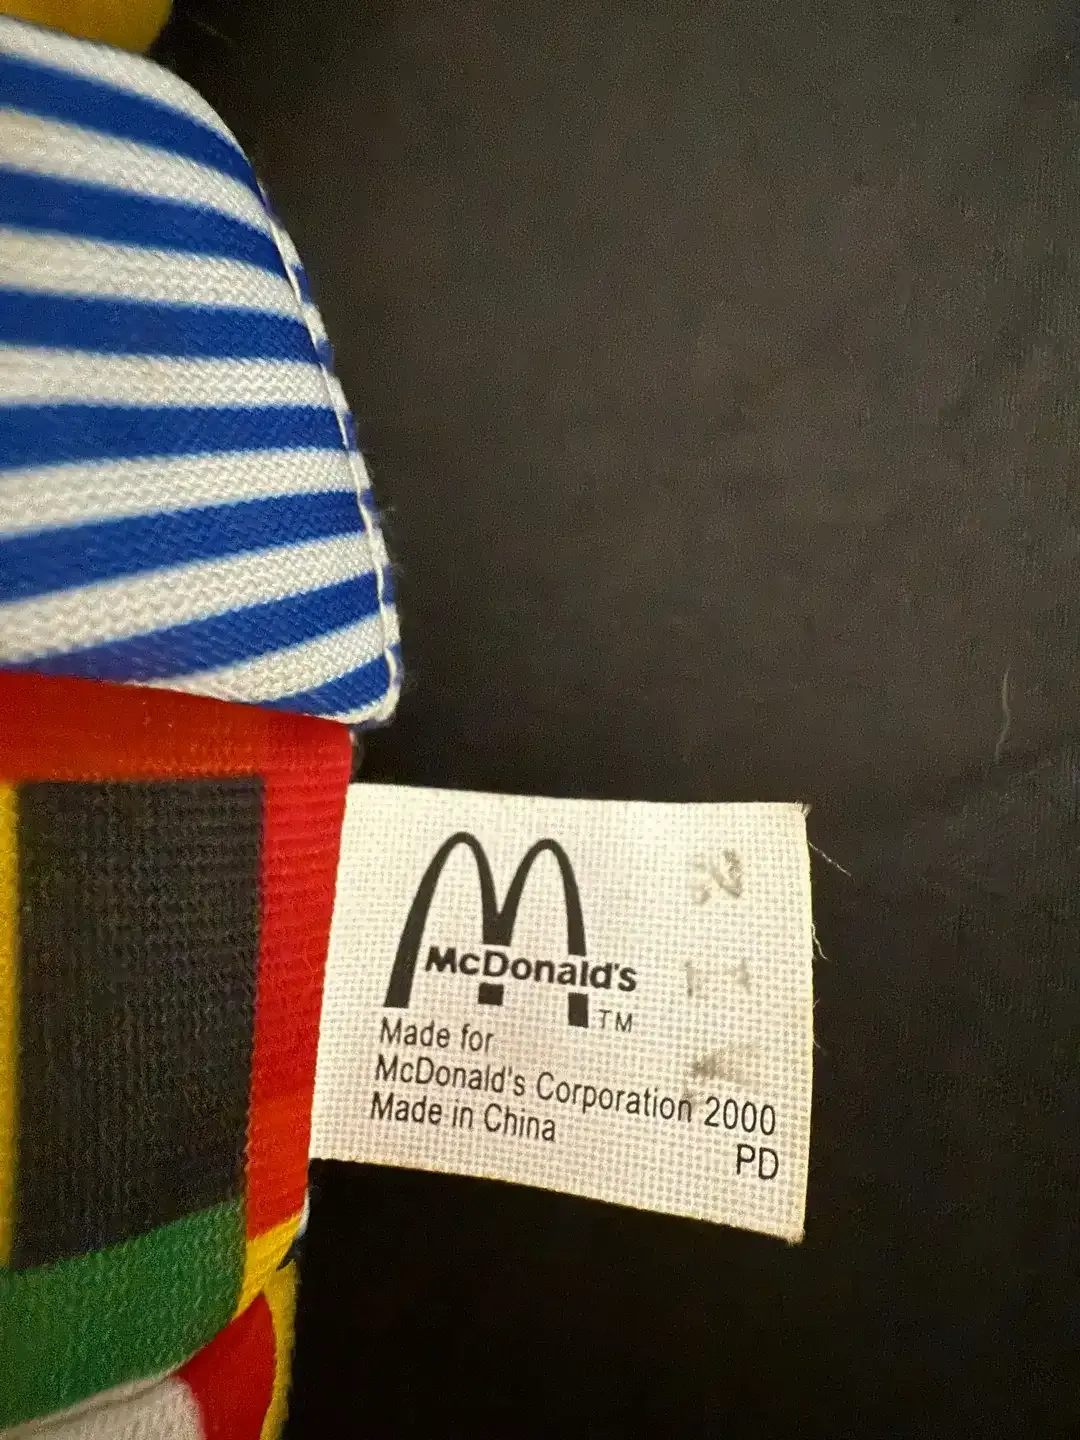 McDonald's
TM
Made for
McDonald's Corporation 2000
Made in China
PD